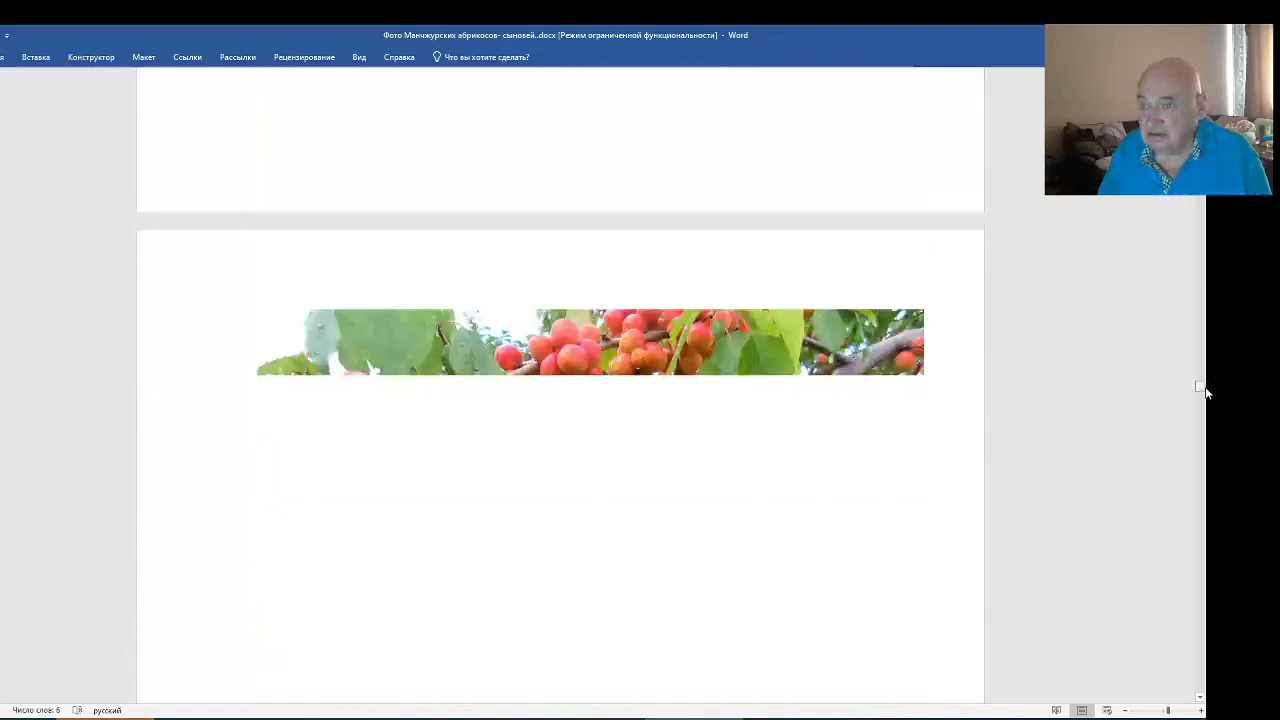 Фото Манчжурских абрикосов- сыновей..docx [Режим ограниченной функциональности] - Word
я Вставка Конструктор Макет Ссылки Рассылки Рецензирование Вид Справка Что вы хотите сделать?
Число слов: 6 русский